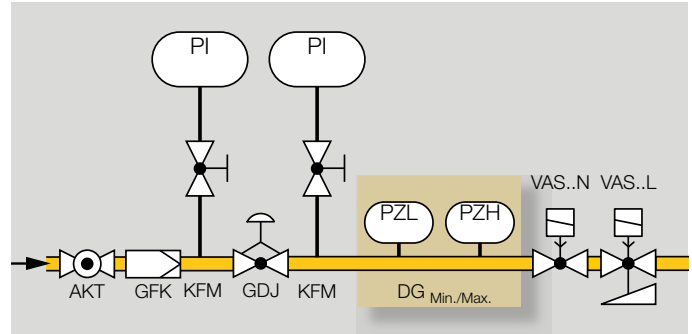 PI PI
VAS..N VAS..L
PZL PZH
AKT GFK KFM GDJ KFM DG Min./Max.